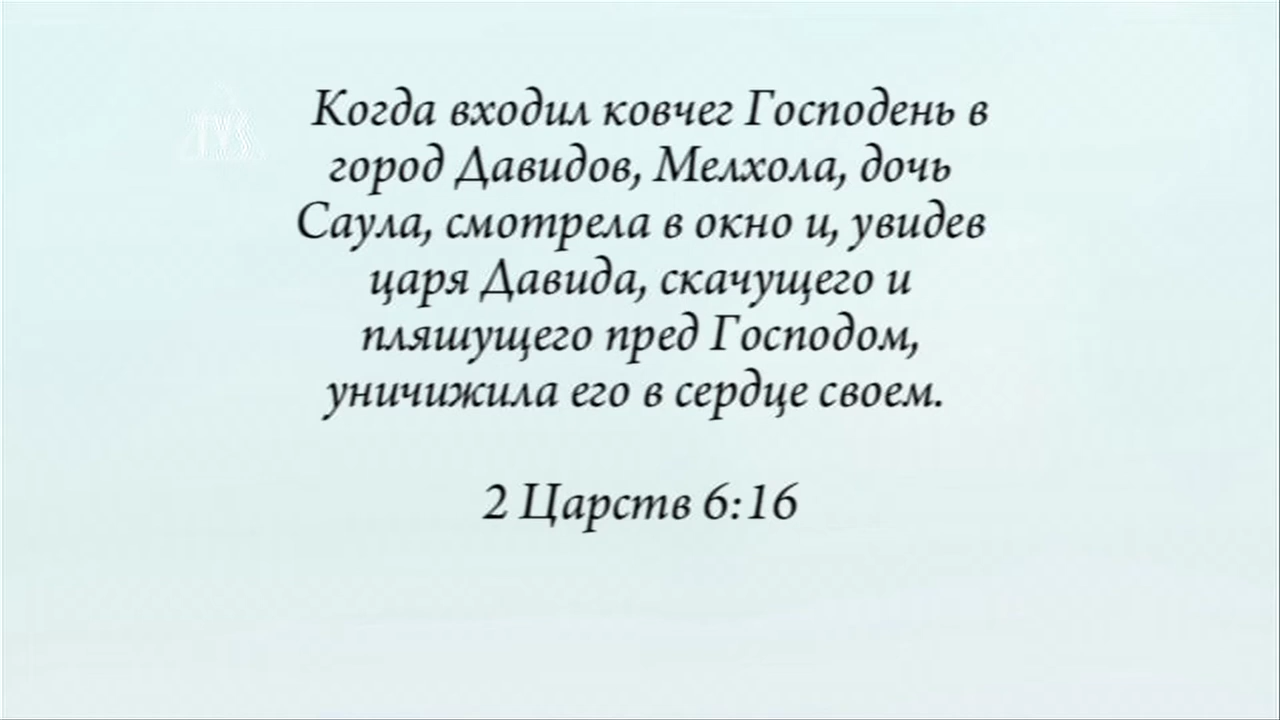 Когда входил ковчег Господень в
город Давидов, Мелхола, дочь
Саула, смотрела в окно и, увидев
царя Давида, скачущего и
пляшущего пред Господом,
уничижила его в сердце своем.
2 Царств 6:16